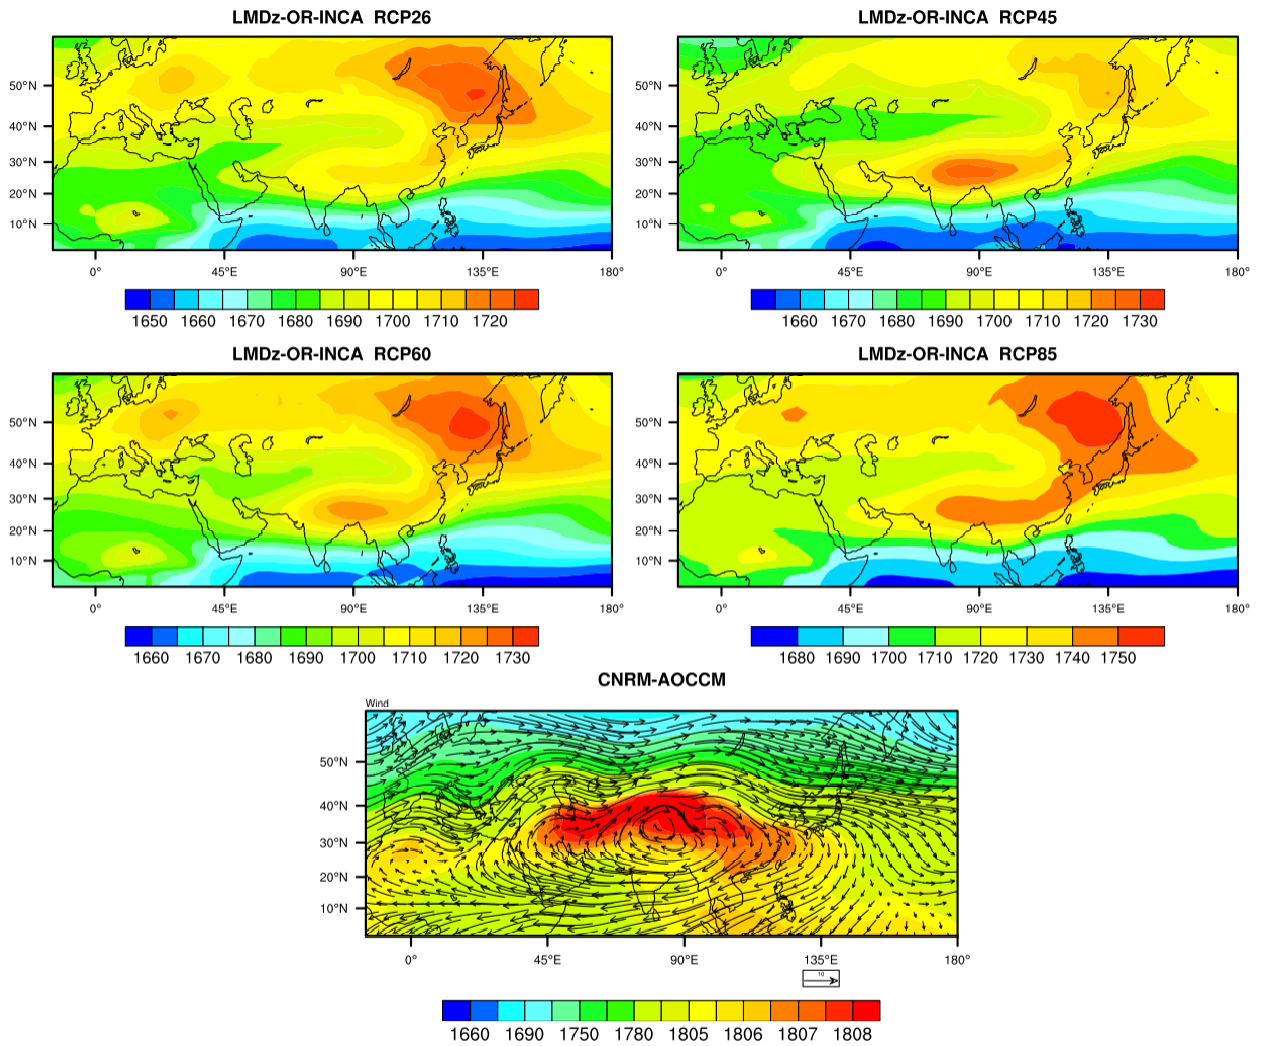 LMDz-OR-INCA RCP26
LMDz-OR-INCA RCP45
50°N
40°N
30°N
20°N
10°N
0°
45°E
90°E
135°E
180°
50°N
40°N
30°N
20°N
10°N
0°
45°E
90°E
135°E
180°
1650 1660 1670 1680 1690 1700 1710 1720
1660 1670 1680 1690 1700 1710 1720 1730
LMDz-OR-INCA RCP60
LMDz-OR-INCA RCP85
50°N
40°N
30°N
20°N
10°N
0°
45°E
90°E
135°E
180°
50°N
40°N
30°N
20°N
10°N
0°
45°E
90°E
135°E
180°
1660 1670 1680 1690 1700 1710 1720 1730
1680 1690 1700 1710 1720 1730 1740 1750
CNRM-AOCCM
Wind
50°N
40°N
30°N
20°N
10°N
0°
45°E
90°E
135°E
180°
10
1660 1690 1750 1780 1805 1806 1807 1808